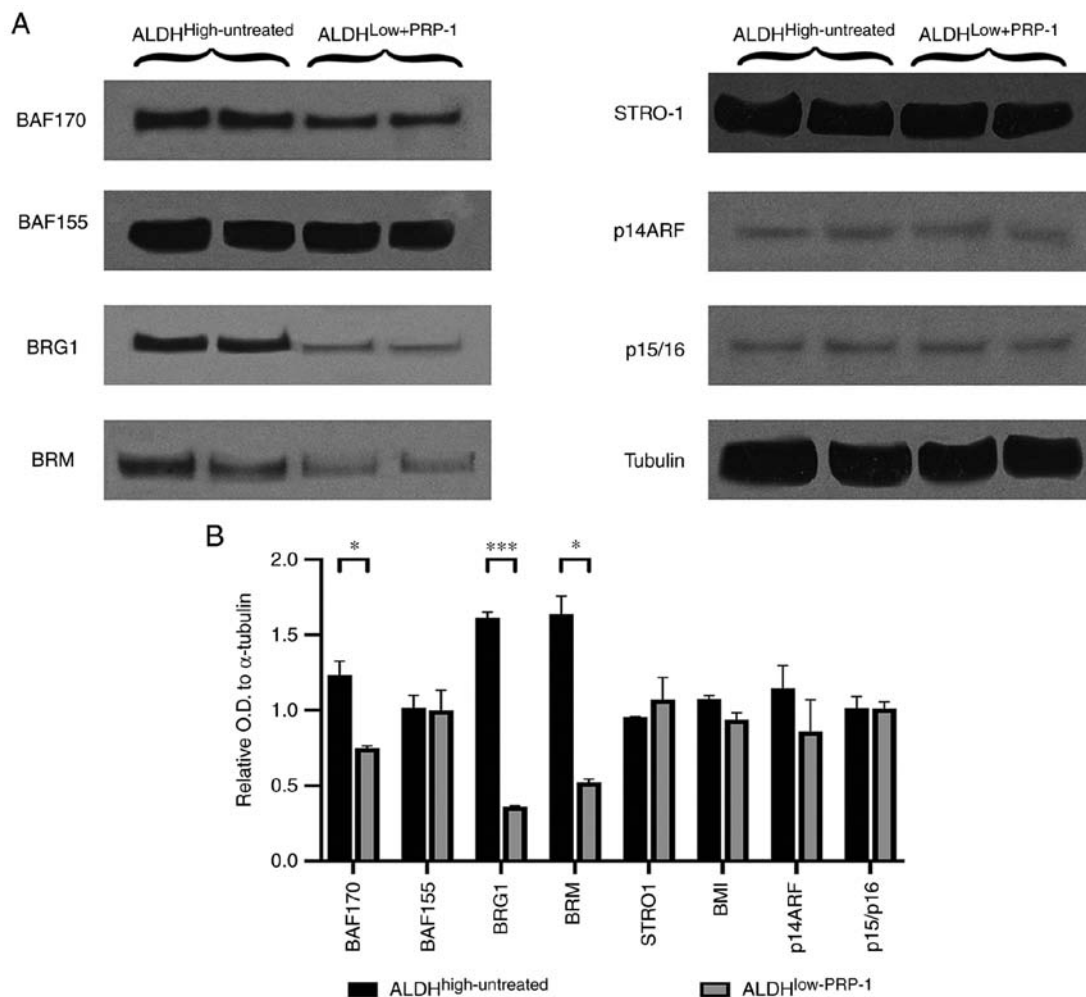 A
ALDHHigh-untreated ALDHLow+PRP-1
BAF170
BAF155
BRG1
BRM
ALDHHigh-untreated ALDHLow+PRP-1
STRO-1
p14ARF
p15/16
Tubulin
B
* *** *
2.0
1.5
1.0
0.5
0.0
Relative O.D. to α-tubulin
BAF170 BAF155 BRG1 BRM STRO1 BMI p14ARF p15/p16
ALDHhigh-untreated ALDHlow-PRP-1